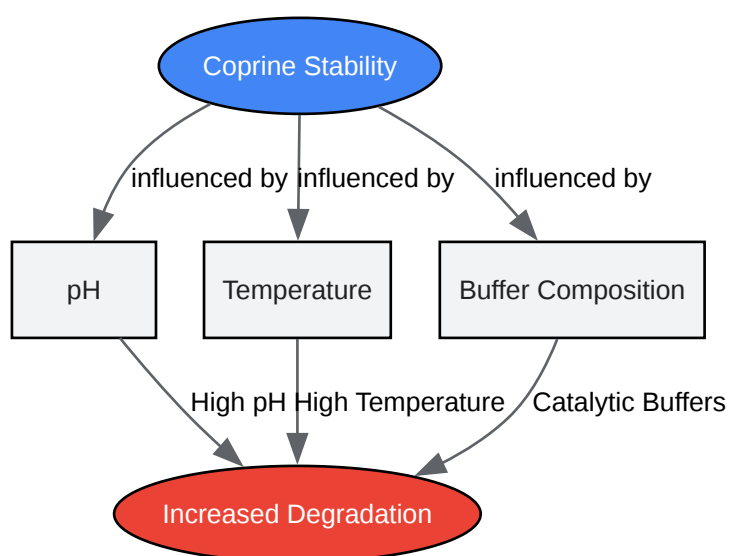 Coprine Stability
influenced by influenced by influenced by
pH Temperature Buffer Composition
High pH High Temperature Catalytic Buffers
Increased Degradation